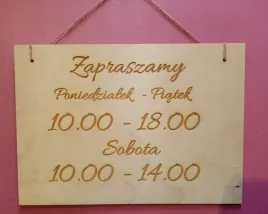 Zapraszamy
Poniedziałek - Piątek
10.00 - 18.00
Sobota
10.00 - 14.00